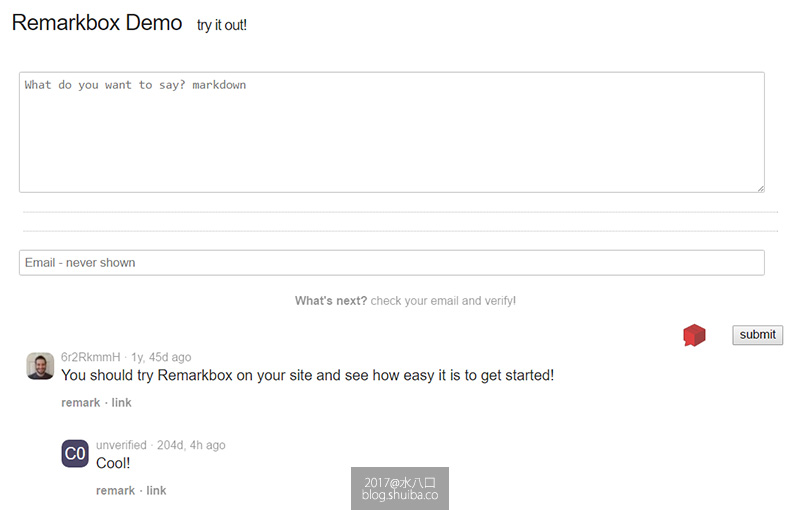 Remarkbox Demo try it out!
What do you want to say? markdown
Email - never shown
What's next? check your email and verify!
submit
6r2RkmmH · 1y, 45d ago
You should try Remarkbox on your site and see how easy it is to get started!
remark · link
C0
unverified · 204d, 4h ago
Cool!
remark · link
2017@水八口
blog.shuiba.co